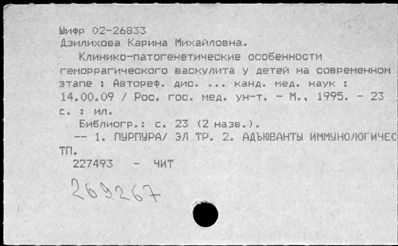 Шифр 02-26833
Дзилихова Карина Михайловна.
Клинико-патогенетические особенности
геморрагического васкулита у детей на современном
этапе : Автореф. дис. ... канд. мед. наук :
14.00.09 / Рос. гос. мед. ун-т. - М., 1995. - 23
с. : ил.
Библиогр.: с. 23 (2 назв.).
-- 1. ПУРПУРА/ ЭЛ ТР. 2. АДЪЮВАНТЫ ИММУНОЛОГИЧЕС
ТП.
227493 - ЧИТ
269267